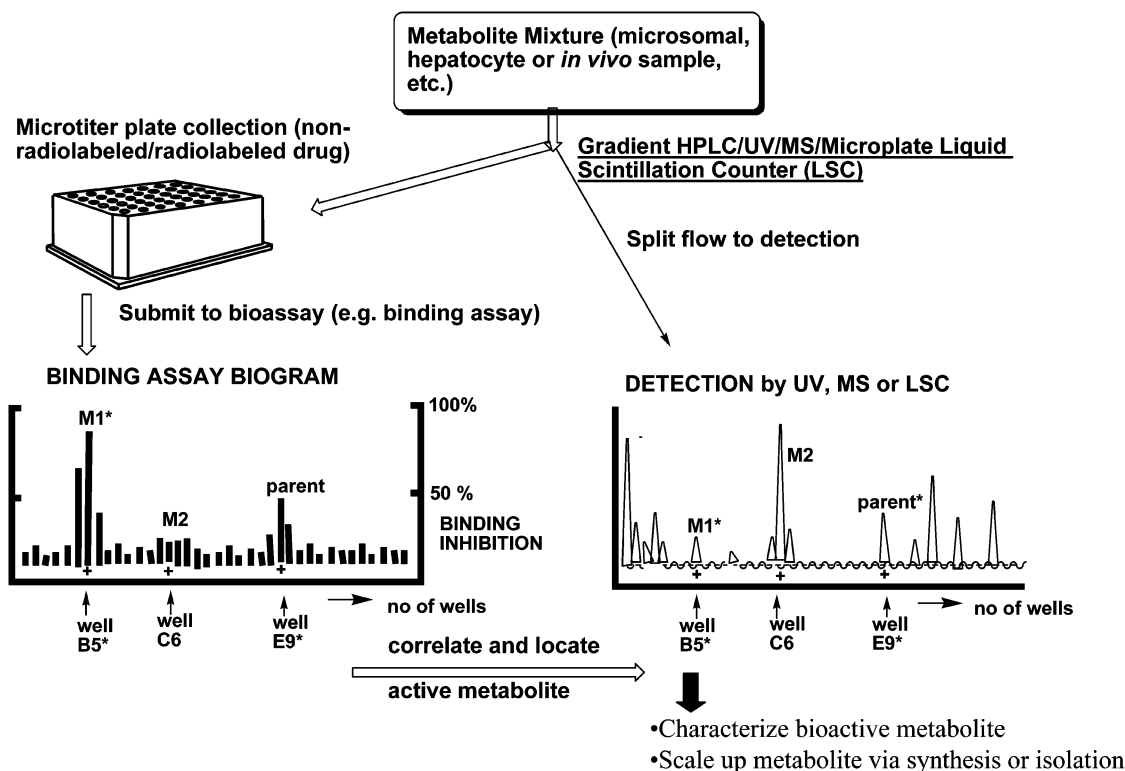 Metabolite Mixture (microsomal,
hepatocyte or in vivo sample,
etc.)
Microtiter plate collection (non-
radiolabeled/radiolabeled drug)
Gradient HPLC/UV/MS/Microplate Liquid
Scintillation Counter (LSC)
Split flow to detection
Submit to bioassay (e.g. binding assay)
BINDING ASSAY BIOGRAM
100%
M1*
parent
50 %
M2
BINDING
INHIBITION
+
+
+
well
B5*
well
C6
well
E9*
no of wells
DETECTION by UV, MS or LSC
M2
parent*
M1*
+
+
+
well
B5*
well
C6
well
E9*
no of wells
correlate and locate
active metabolite
•Characterize bioactive metabolite
•Scale up metabolite via synthesis or isolation